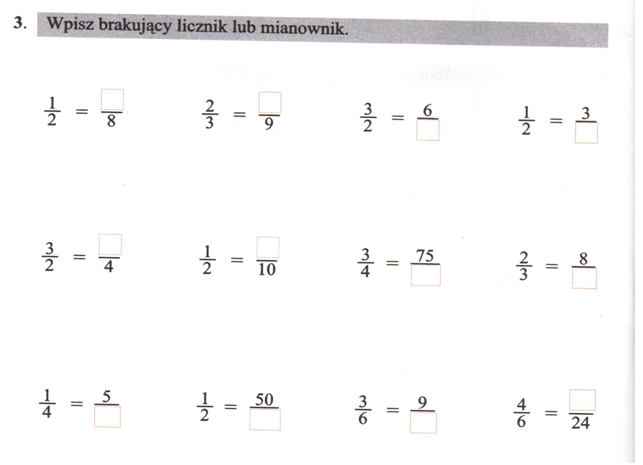 3. Wpisz brakujący licznik lub mianownik.
1/2 = □/8 2/3 = □/9 3/2 = 6/□ 1/2 = 3/□
3/2 = □/4 1/2 = □/10 3/4 = 75/□ 2/3 = 8/□
1/4 = 5/□ 1/2 = 50/□ 3/6 = 9/□ 4/6 = □/24